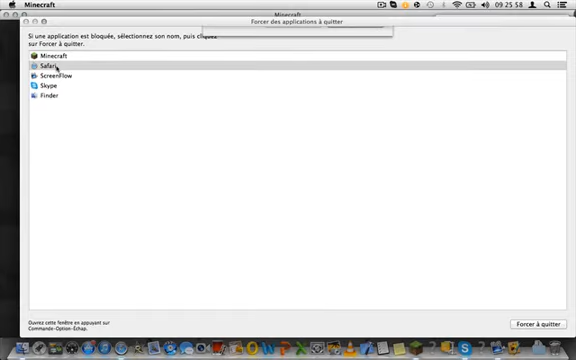 Minecraft
09:25:58
Minecraft
Forcer des applications à quitter
Si une application est bloquée, sélectionnez son nom, puis cliquez
sur Forcer à quitter.
Minecraft
Safari
ScreenFlow
Skype
Finder
Ouvrez cette fenêtre en appuyant sur
Commande-Option-Échap.
Forcer à quitter